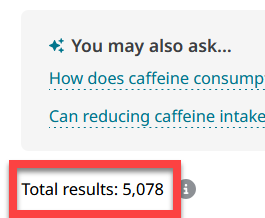 You may also ask...
How does caffeine consump
Can reducing caffeine intake
Total results: 5,078